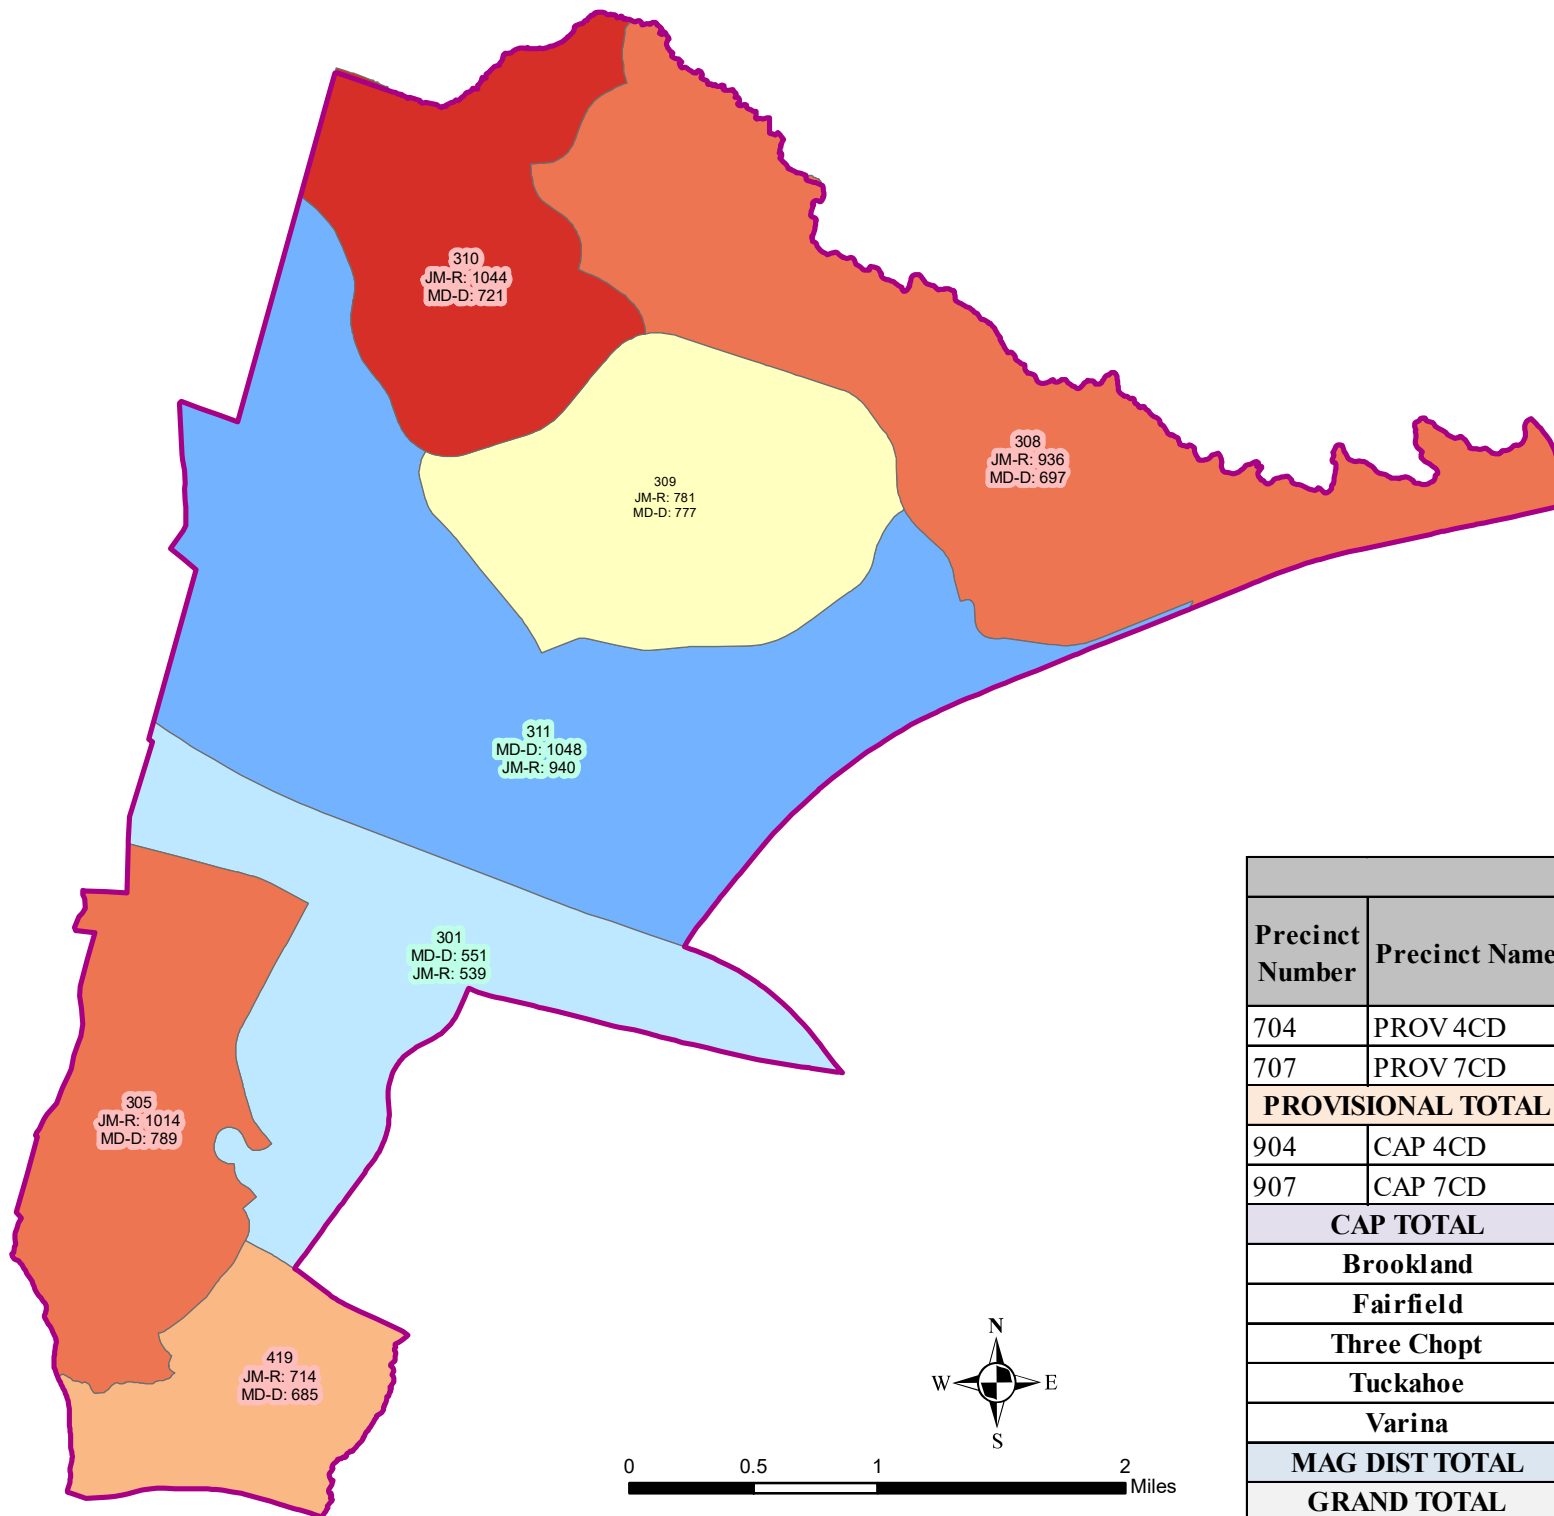 310
JM-R: 1044
MD-D: 721
308
JM-R: 936
MD-D: 697
309
JM-R: 781
MD-D: 777
311
MD-D: 1048
JM-R: 940
301
MD-D: 551
JM-R: 539
305
JM-R: 1014
MD-D: 789
419
JM-R: 714
MD-D: 685
N
W E
S
0 0.5 1 2
Miles
Precinct Number Precinct Name
704 PROV 4CD
707 PROV 7CD
PROVISIONAL TOTAL
904 CAP 4CD
907 CAP 7CD
CAP TOTAL
Brookland
Fairfield
Three Chopt
Tuckahoe
Varina
MAG DIST TOTAL
GRAND TOTAL